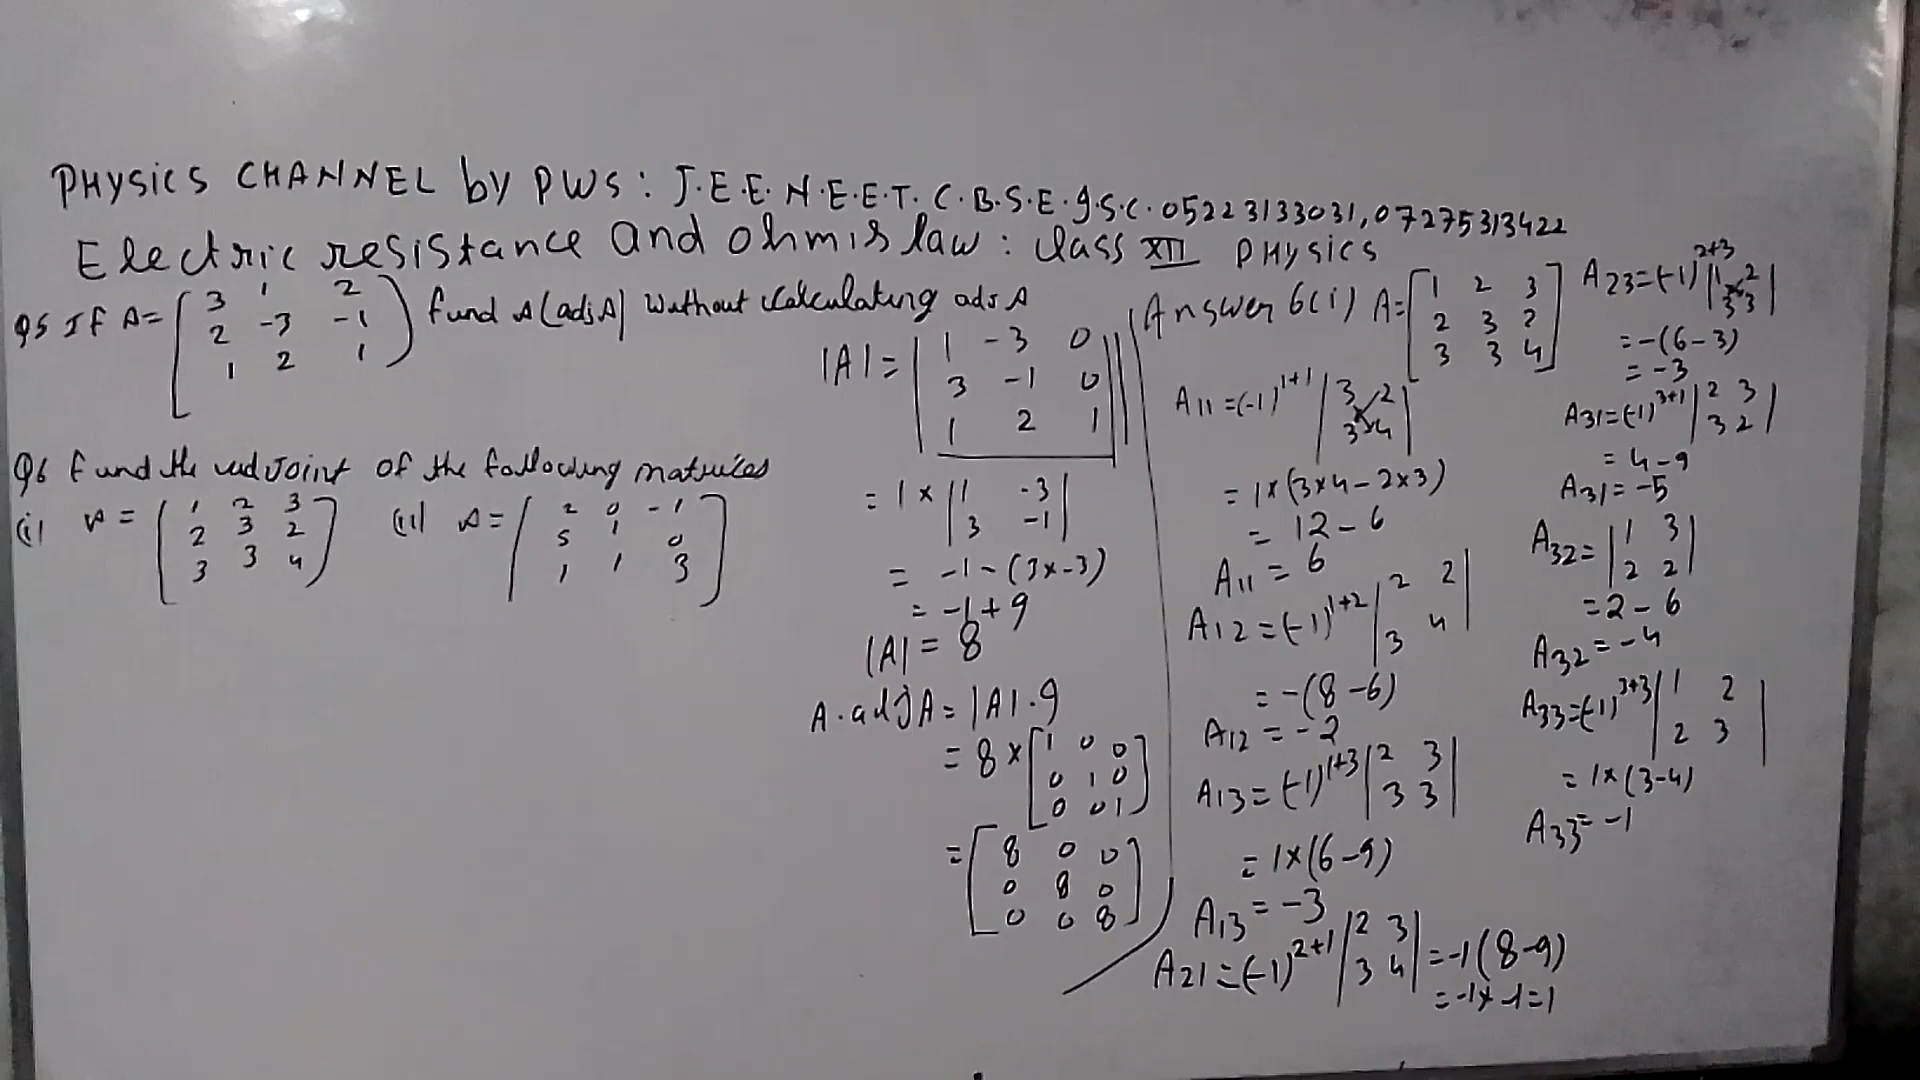 PHYSICS CHANNEL by PWS: J.E.E. N.E.E.T. C.B.S.E. I.S.C. 05223133031, 07275313422
Electric resistance and ohmis law: class XII PHYSICS
Q5 If A= [3 1 2
2 -3 -1
1 2 1] find A(adjA) without calculating adj A
Q6 find the adjoint of the following matrices
(i) A = [1 2 3
2 3 2
3 3 4]
(ii) A = [2 0 -1
5 1 0
1 1 3]
|A| = |1 -3 0
3 -1 0
1 2 1|
= 1 × |1 -3
3 -1|
= -1 - (3×-3)
= -1+9
|A| = 8
A.adjA = |A|.I
= 8 × [1 0 0
0 1 0
0 0 1]
= [8 0 0
0 8 0
0 0 8]
Answer 6(i) A= [1 2 3
2 3 2
3 3 4]
A11 = (-1)^1+1 |3 2
3 4|
= 1×(3×4-2×3)
= 12-6
A11 = 6
A12 = (-1)^1+2 |2 2
3 4|
= -(8-6)
A12 = -2
A13 = (-1)^1+3 |2 3
3 3|
= 1×(6-9)
A13 = -3
A21 = (-1)^2+1 |2 3
3 4| = -1(8-9)
= -1×-1=1
A23 = (-1)^2+3 |1 2
3 3|
= -(6-3)
= -3
A31 = (-1)^3+1 |2 3
3 2|
= 4-9
A31 = -5
A32 = |1 3
2 2|
= 2-6
A32 = -4
A33 = (-1)^3+3 |1 2
2 3|
= 1×(3-4)
A33 = -1